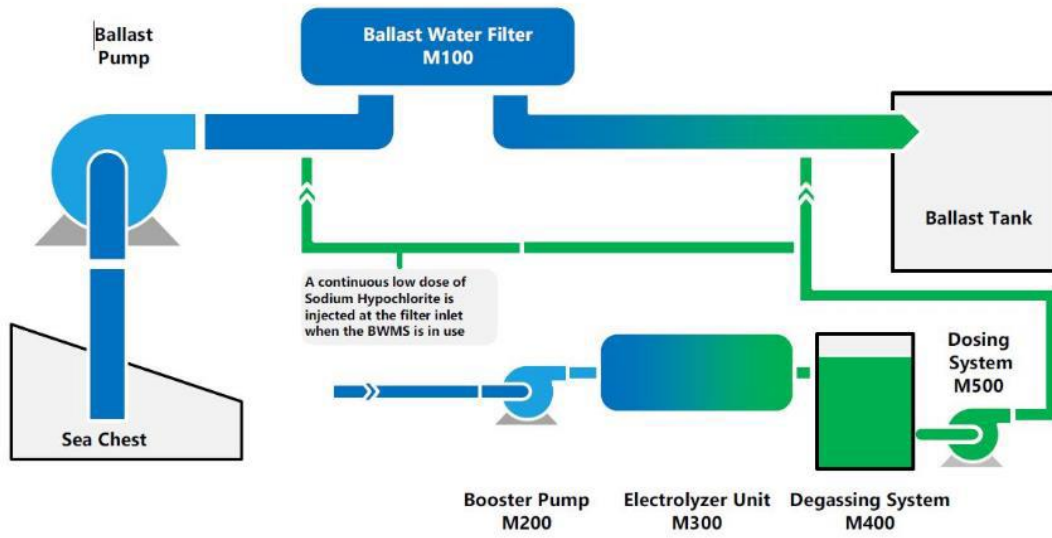 Ballast
Pump
Ballast Water Filter
M100
Ballast Tank
A continuous low dose of
Sodium Hypochlorite is
injected at the filter inlet
when the BWMS is in use
Dosing
System
M500
Sea Chest
Booster Pump
M200
Electrolyzer Unit
M300
Degassing System
M400